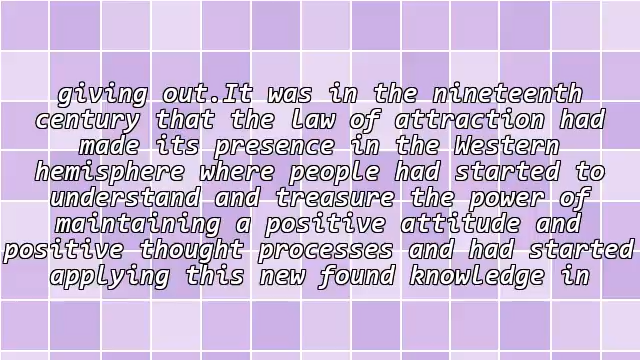 giving out.It was in the nineteenth
century that the law of attraction had
made its presence in the Western
hemisphere where people had started to
understand and treasure the power of
maintaining a positive attitude and
positive thought processes and had started
applying this new found knowledge in